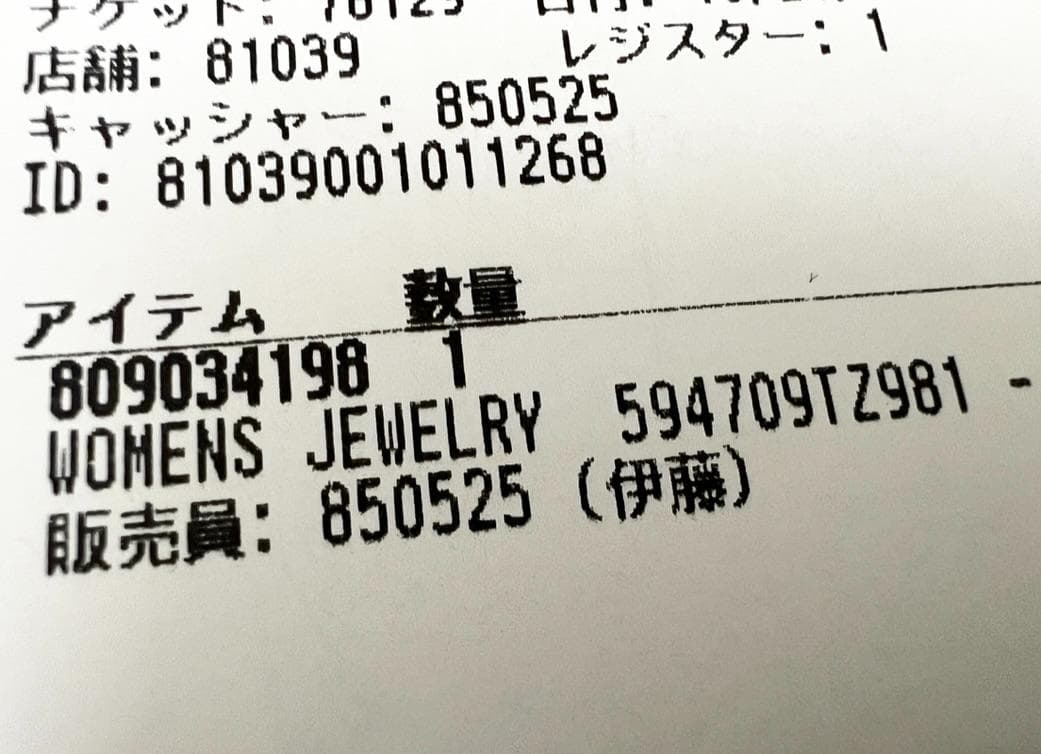 店舗: 81039 レジスター: 1
キャッシャー: 850525
ID: 81039001011268
アイテム 数量
809034198 1
WOMENS JEWELRY 594709TZ981 -
販売員: 850525 (伊藤)